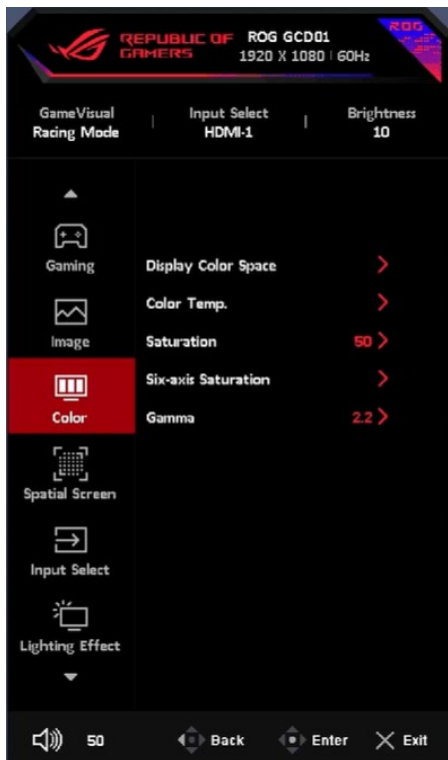 REPUBLIC OF GAMERS
ROG GCD01
1920 X 1080 | 60Hz
ROG
GameVisual
Racing Mode
Input Select
HDMI-1
Brightness
10
Gaming
Image
Color
Spatial Screen
Input Select
Lighting Effect
Display Color Space
Color Temp.
Saturation 50
Six-axis Saturation
Gamma 2.2
50
Back
Enter
Exit